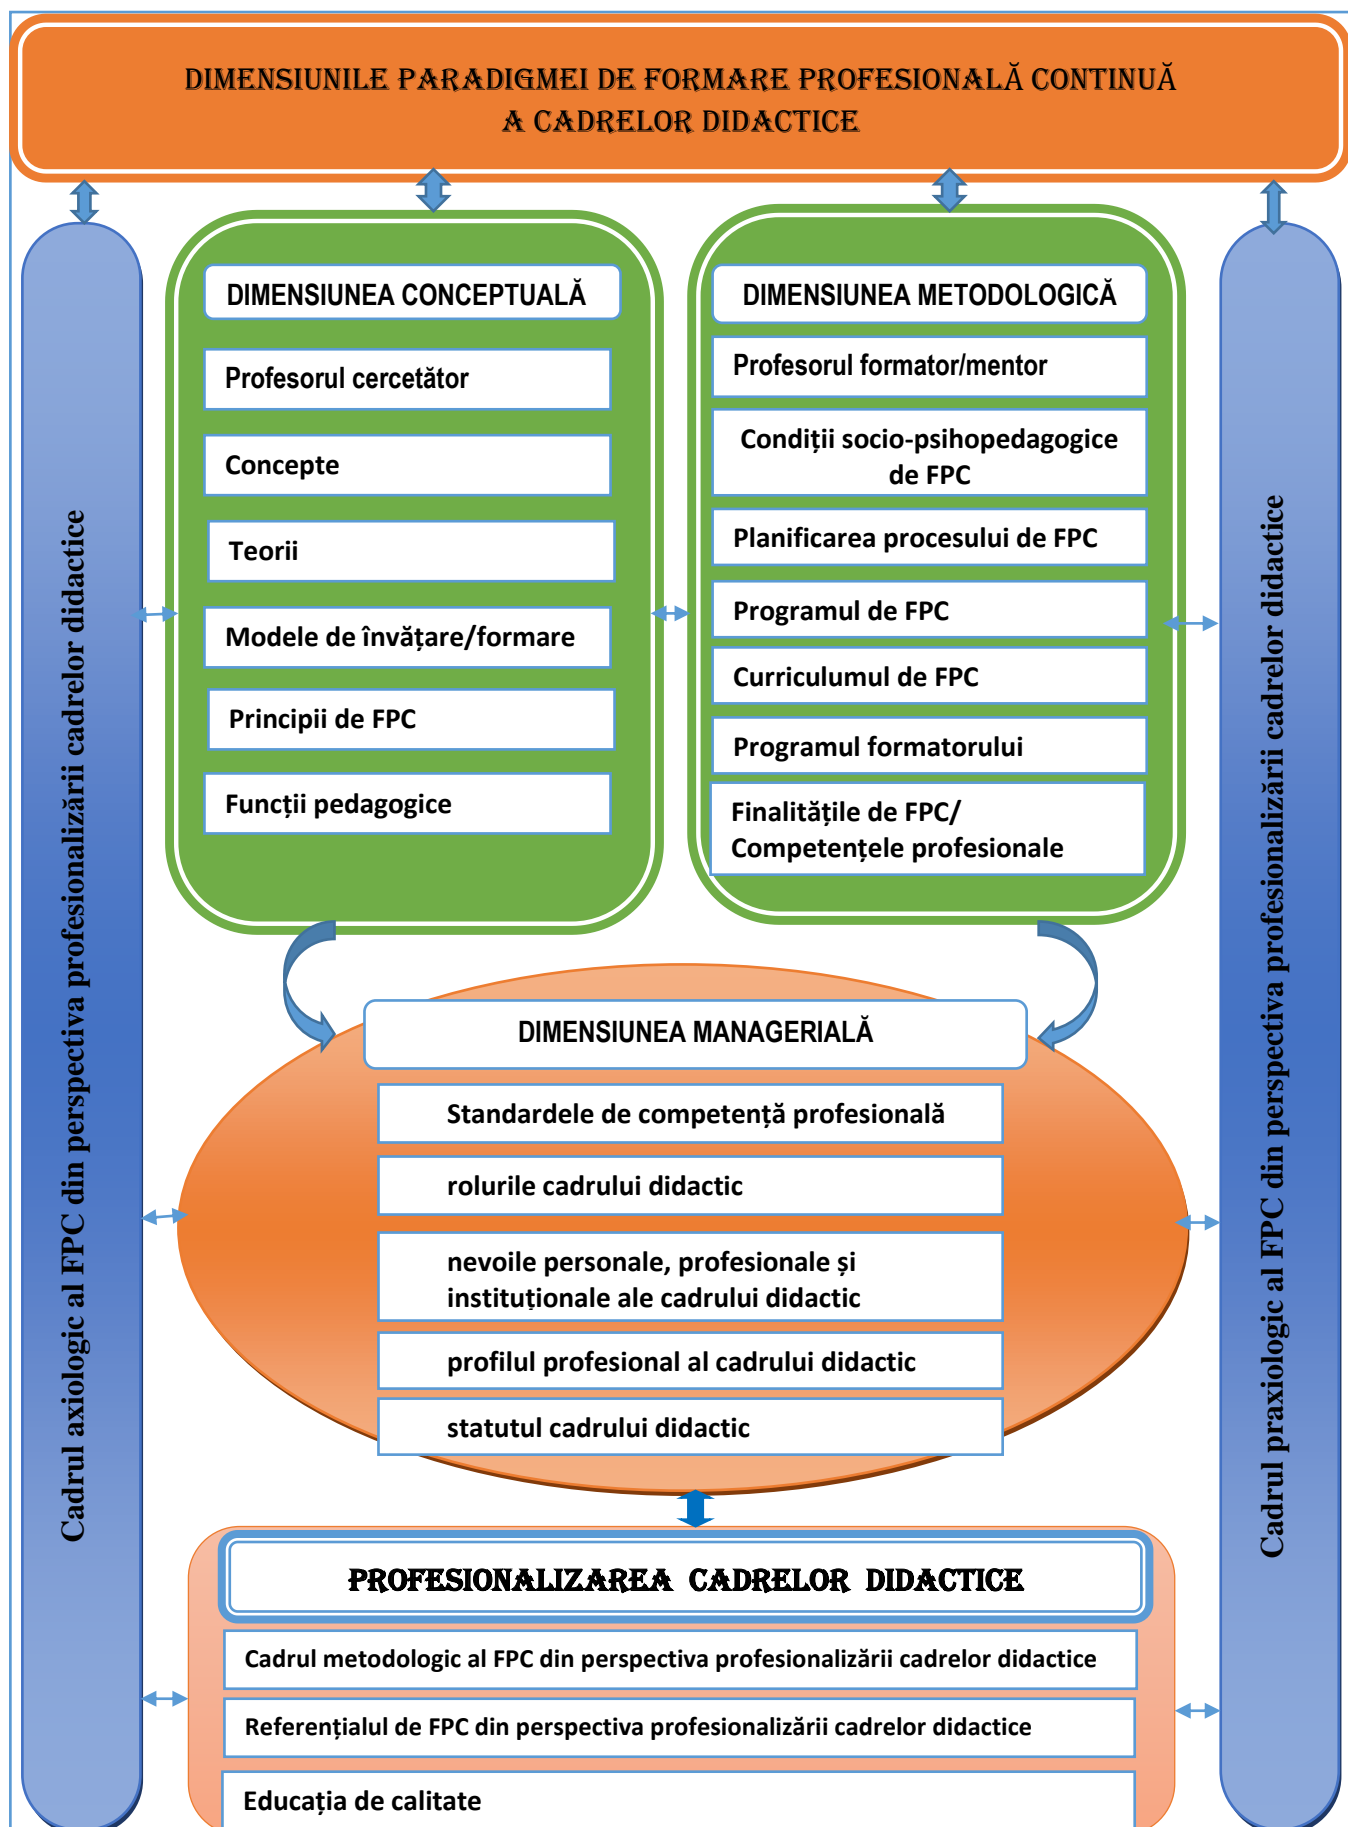 DIMENSIUNILE PARADIGMEI DE FORMARE PROFESIONALĂ CONTINUĂ
A CADRELOR DIDACTICE
Cadrul axiologic al FPC din perspectiva profesionalizării cadrelor didactice
DIMENSIUNEA CONCEPTUALĂ
Profesorul cercetător
Concepte
Teorii
Modele de învățare/formare
Principii de FPC
Funcții pedagogice
DIMENSIUNEA METODOLOGICĂ
Profesorul formator/mentor
Condiții socio-psihopedagogice
de FPC
Planificarea procesului de FPC
Programul de FPC
Curriculumul de FPC
Programul formatorului
Finalitățile de FPC/
Competențele profesionale
Cadrul praxiologic al FPC din perspectiva profesionalizării cadrelor didactice
DIMENSIUNEA MANAGERIALĂ
Standardele de competență profesională
rolurile cadrului didactic
nevoile personale, profesionale și
instituționale ale cadrului didactic
profilul profesional al cadrului didactic
statutul cadrului didactic
PROFESIONALIZAREA CADRELOR DIDACTICE
Cadrul metodologic al FPC din perspectiva profesionalizării cadrelor didactice
Referențialul de FPC din perspectiva profesionalizării cadrelor didactice
Educația de calitate